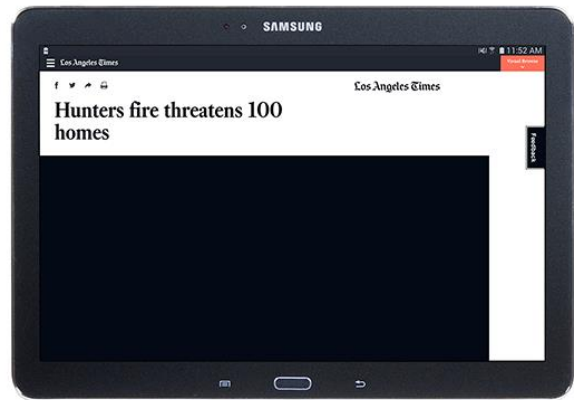 SAMSUNG
11:52 AM
Los Angeles Times
Los Angeles Times
Hunters fire threatens 100
homes
Feedback